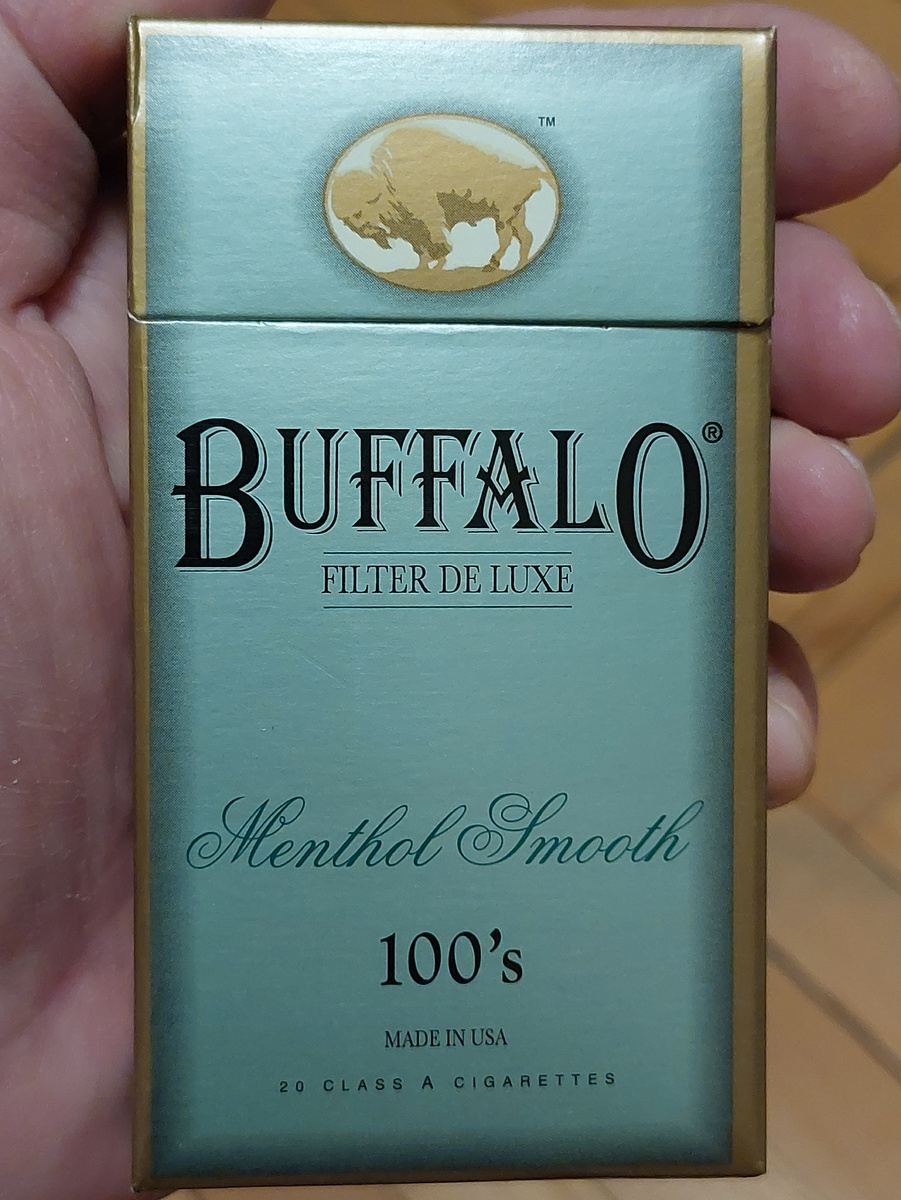 ™
BUFFALO®
FILTER DE LUXE
Menthol Smooth
100's
MADE IN USA
20 CLASS A CIGARETTES